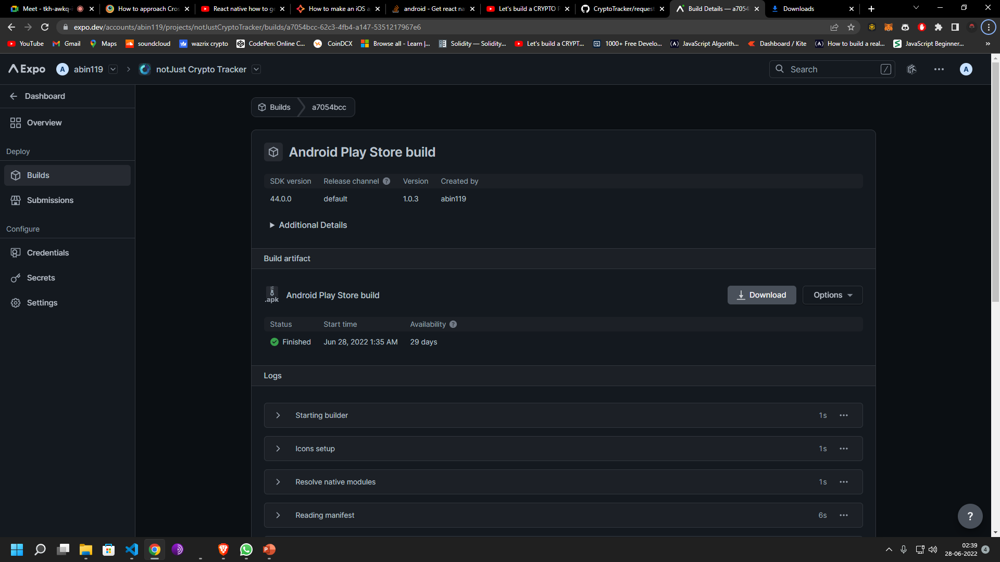 Meet - tkh-awkq-
How to approach Cros
React native how to ge
How to make an iOS a
android - Get react na
Let's build a CRYPTO P
CryptoTracker/request
Build Details — a7054
Downloads
expo.dev/accounts/abin119/projects/notJustCryptoTracker/builds/a7054bcc-62c3-4fb4-a147-5351217967e6
YouTube
Gmail
Maps
soundcloud
wazrix crypto
CodePen: Online C...
CoinDCX
Browse all - Learn |...
Solidity — Solidity...
Let's build a CRYPT...
1000+ Free Develo...
JavaScript Algorith...
Dashboard / Kite
How to build a real...
JavaScript Beginner...
»
Expo
A
abin119
notJust Crypto Tracker
Search
/
A
Dashboard
Overview
Deploy
Builds
Submissions
Configure
Credentials
Secrets
Settings
Builds
a7054bcc
Android Play Store build
SDK version Release channel ? Version Created by
44.0.0 default 1.0.3 abin119
Additional Details
Build artifact
.apk
Android Play Store build
Download
Options
Status Start time Availability ?
Finished Jun 28, 2022 1:35 AM 29 days
Logs
Starting builder 1s
Icons setup 1s
Resolve native modules 1s
Reading manifest 6s
?
02:39
28-06-2022
4